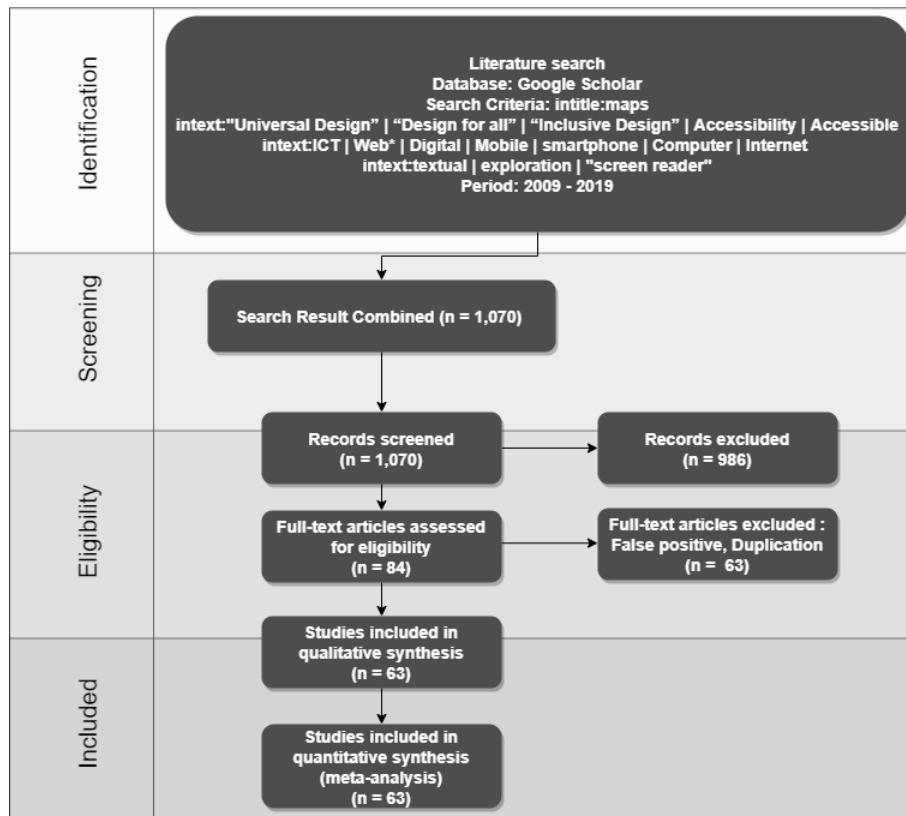 Identification
Literature search
Database: Google Scholar
Search Criteria: intitle:maps
intext:"Universal Design” | “Design for all” | “Inclusive Design” | Accessibility | Accessible
intext:ICT | Web* | Digital | Mobile | smartphone | Computer | Internet
intext:textual | exploration | "screen reader"
Period: 2009 - 2019
Screening
Search Result Combined (n = 1,070)
Eligibility
Records screened
(n = 1,070)
Records excluded
(n = 986)
Full-text articles assessed
for eligibility
(n = 84)
Full-text articles excluded :
False positive, Duplication
(n =  63)
Studies included in
qualitative synthesis
(n = 63)
Included
Studies included in
quantitative synthesis
(meta-analysis)
(n = 63)